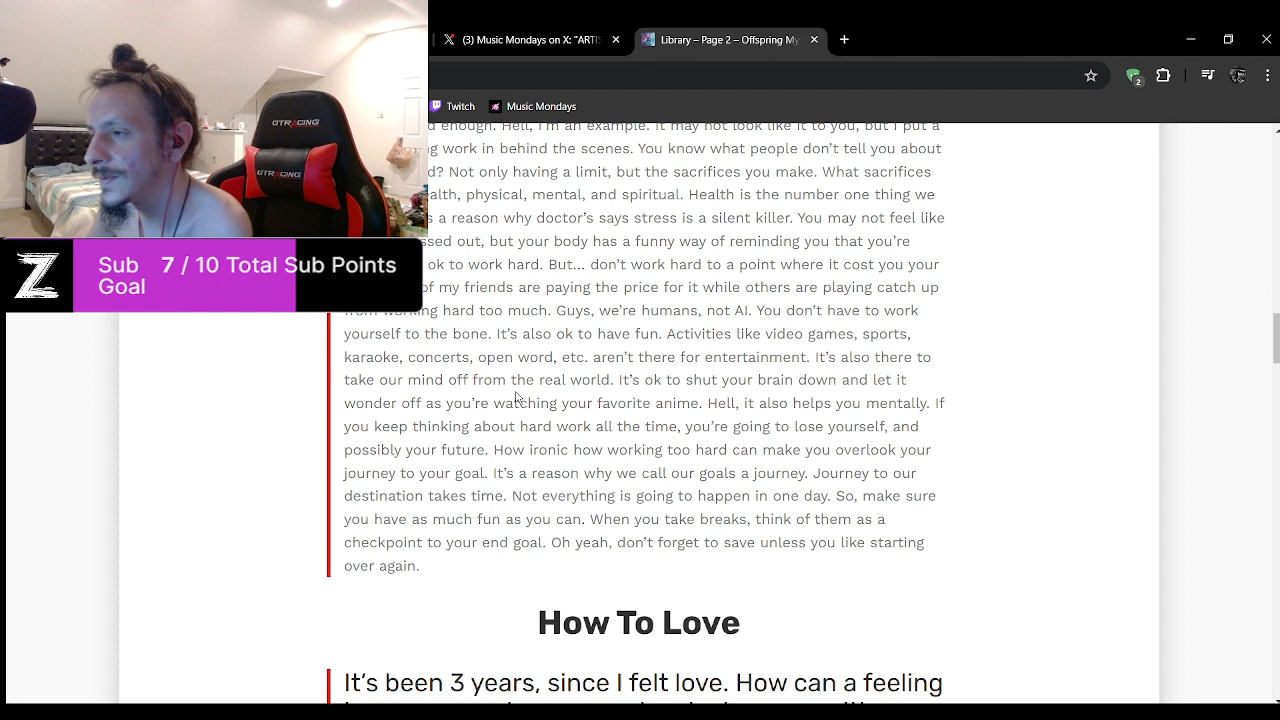 (3) Music Mondays on X: "ARTIS
Library – Page 2 – Offering My
2
Twitch
Music Mondays
GTRACING
GTRACING
Z
Sub Goal
7 / 10 Total Sub Points
enough. Hell, I'm an example. It may not look like it to you, but I put a
work in behind the scenes. You know what people don't tell you about
? Not only having a limit, but the sacrifices you make. What sacrifices
physical, mental, and spiritual. Health is the number one thing we
a reason why doctor's says stress is a silent killer. You may not feel like
out, but your body has a funny way of reminding you that you're
ok to work hard. But... don't work hard to a point where it cost you your
of my friends are paying the price for it while others are playing catch up
from working hard too much. Guys, we're humans, not AI. You don't have to work
yourself to the bone. It's also ok to have fun. Activities like video games, sports,
karaoke, concerts, open word, etc. aren't there for entertainment. It's also there to
take our mind off from the real world. It's ok to shut your brain down and let it
wonder off as you're watching your favorite anime. Hell, it also helps you mentally. If
you keep thinking about hard work all the time, you're going to lose yourself, and
possibly your future. How ironic how working too hard can make you overlook your
journey to your goal. It's a reason why we call our goals a journey. Journey to our
destination takes time. Not everything is going to happen in one day. So, make sure
you have as much fun as you can. When you take breaks, think of them as a
checkpoint to your end goal. Oh yeah, don't forget to save unless you like starting
over again.
How To Love
It's been 3 years, since I felt love. How can a feeling